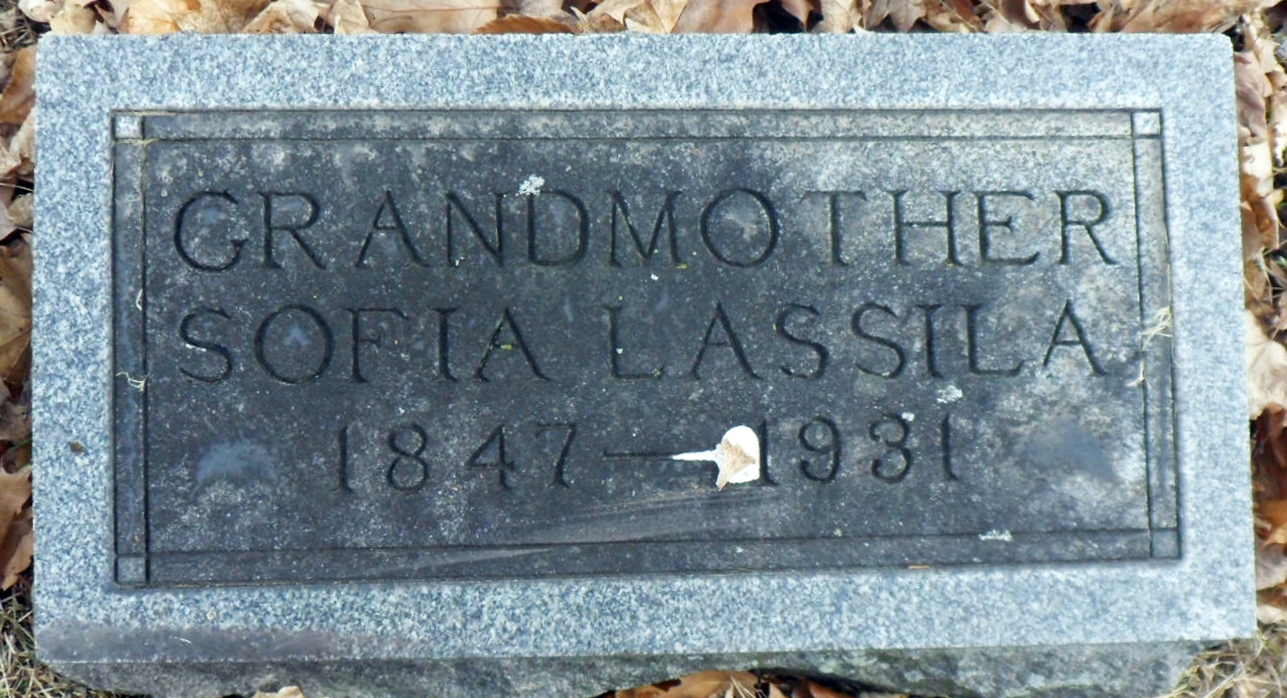 GRANDMOTHER
SOFIA LASSILA
1847—1931